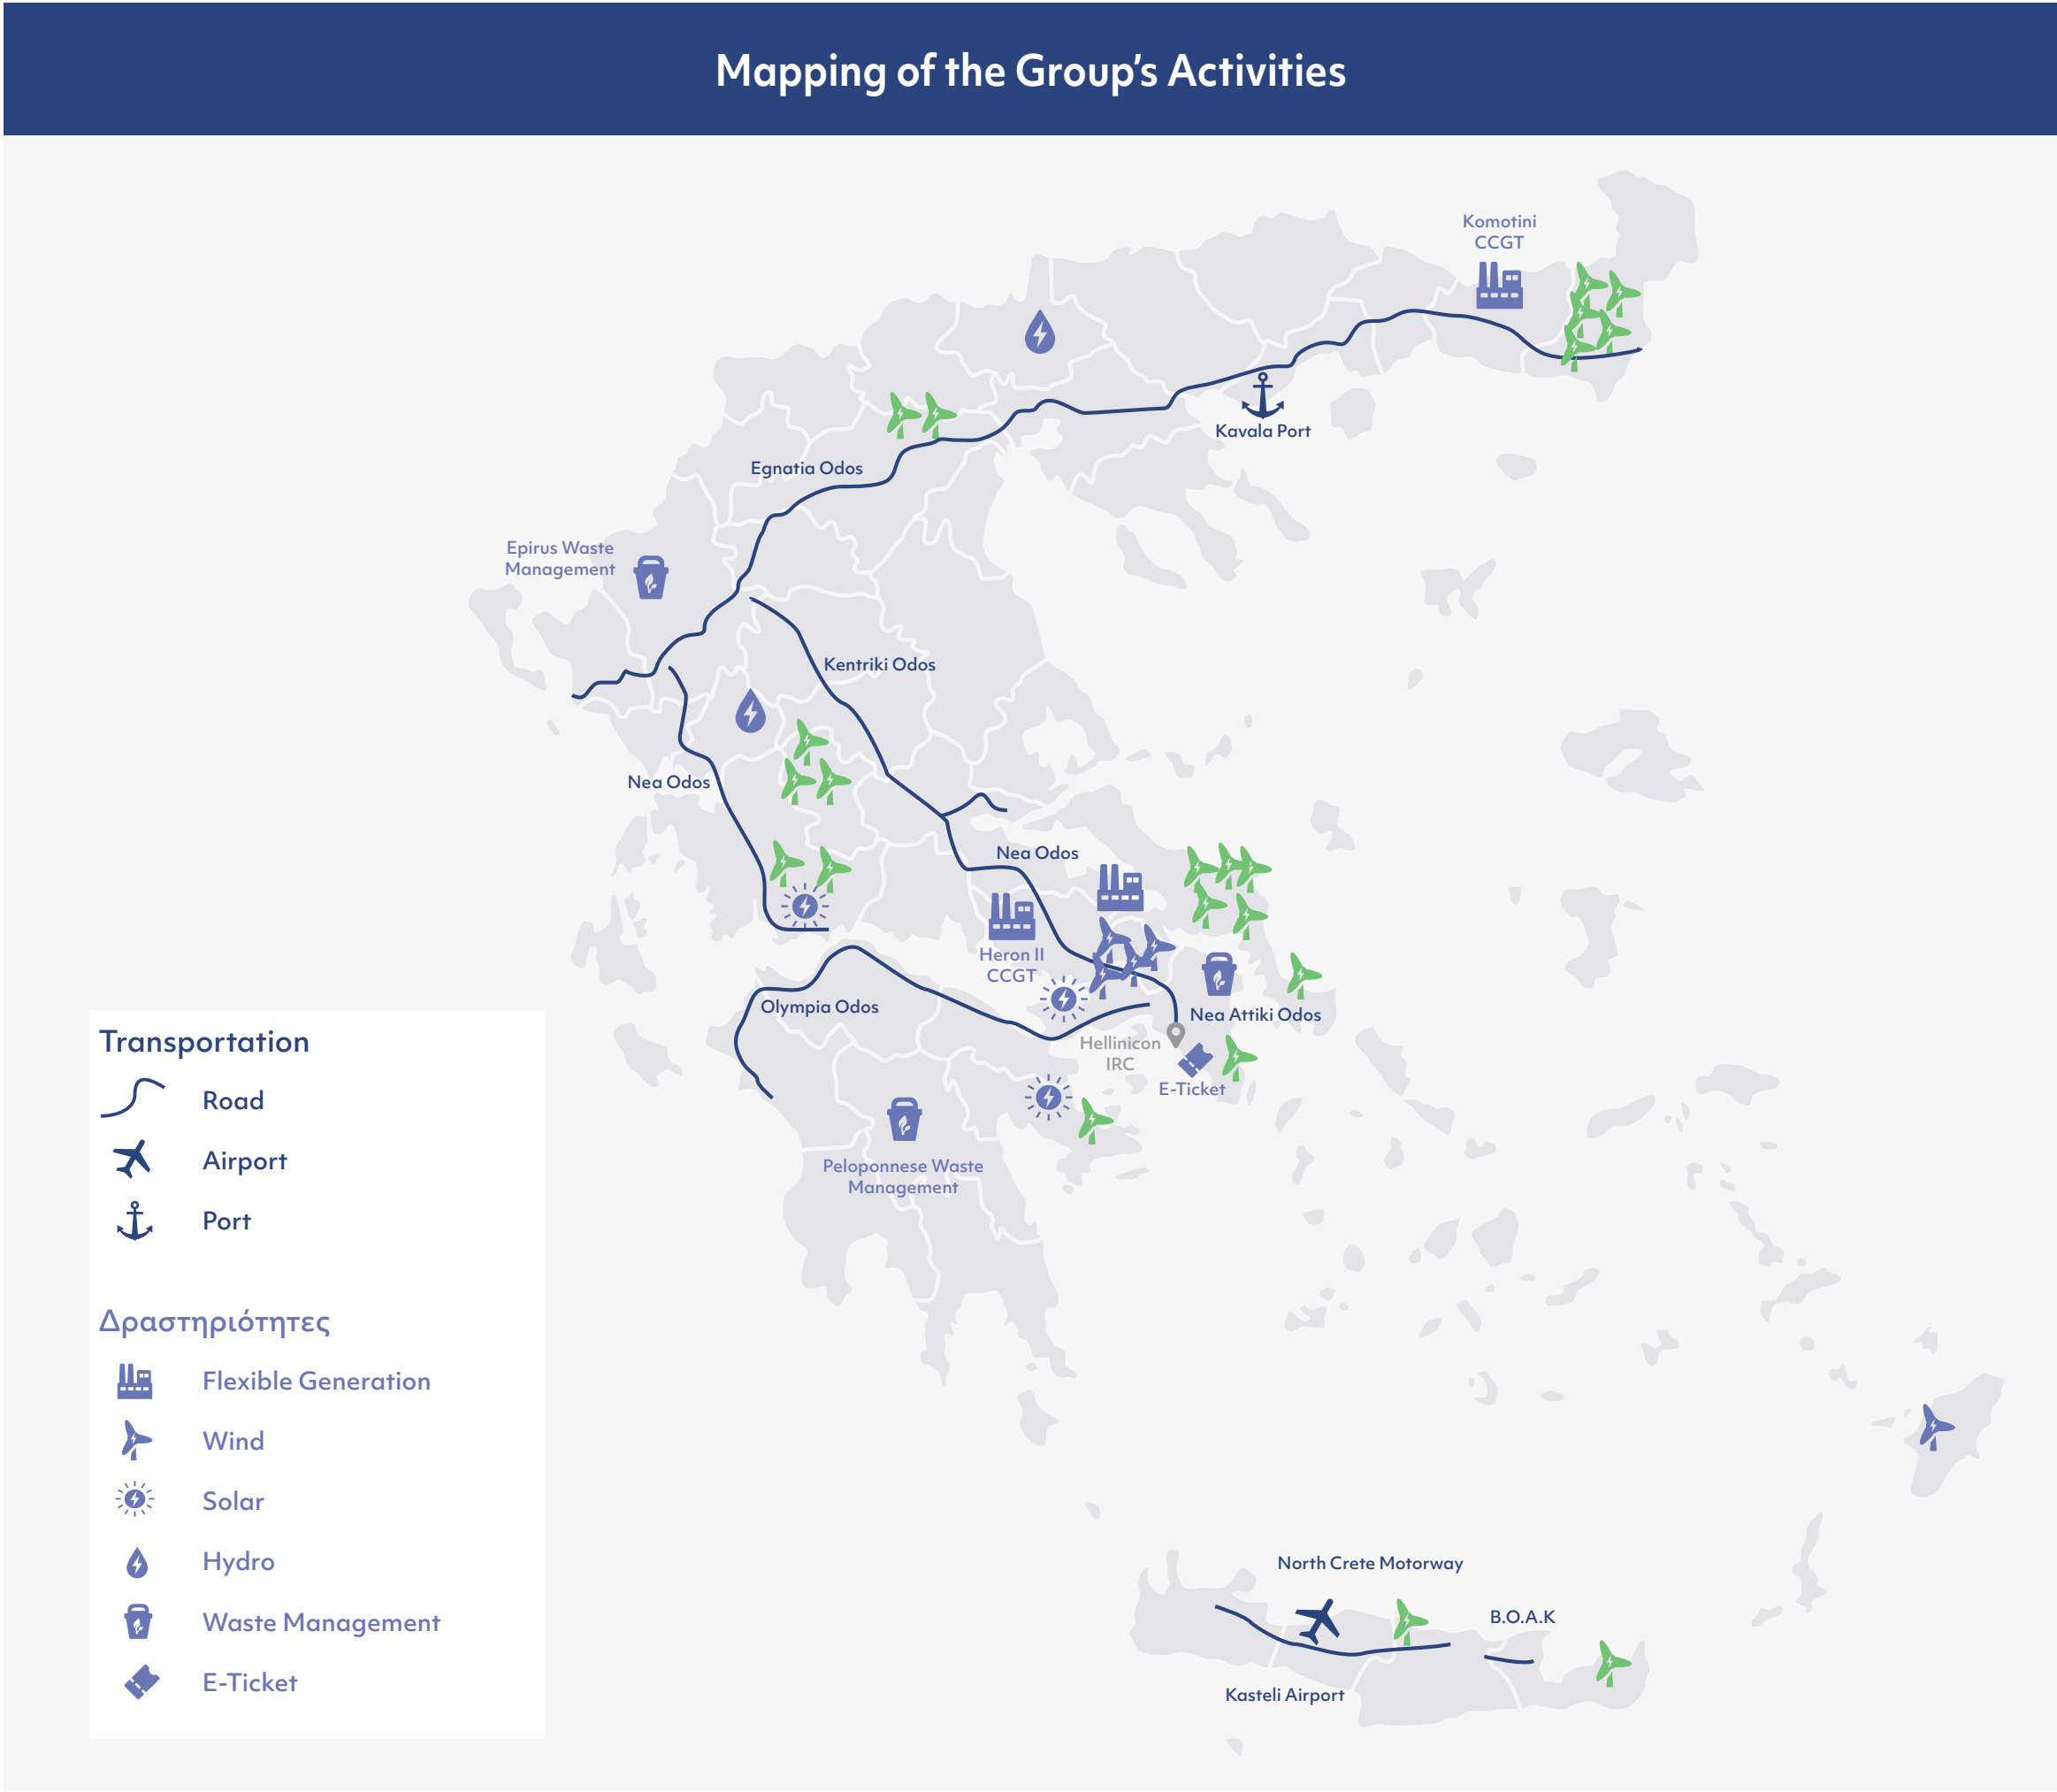 Mapping of the Group’s Activities
Komotini
CCGT
Kavala Port
Egnatia Odos
Epirus Waste
Management
Kentriki Odos
Nea Odos
Nea Odos
Heron II
CCGT
Olympia Odos
Nea Attiki Odos
Hellinicon
IRC
E-Ticket
Peloponnese Waste
Management
Transportation
Road
Airport
Port
Δραστηριότητες
Flexible Generation
Wind
Solar
Hydro
Waste Management
E-Ticket
North Crete Motorway
B.O.A.K
Kasteli Airport